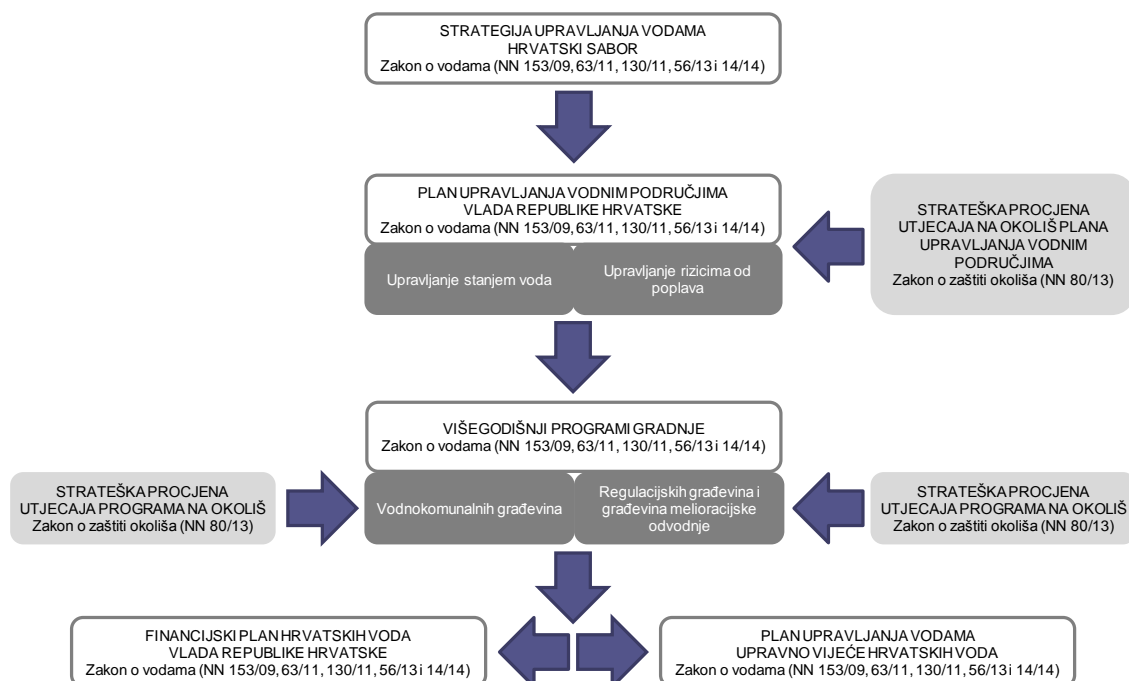 STRATEGIJA UPRAVLJANJA VODAMA
HRVATSKI SABOR
Zakon o vodama (NN 153/09, 63/11, 130/11, 56/13 i 14/14)
PLAN UPRAVLJANJA VODNIM PODRUČJIMA
VLADA REPUBLIKE HRVATSKE
Zakon o vodama (NN 153/09, 63/11, 130/11, 56/13 i 14/14)
Upravljanje stanjem voda
Upravljanje rizicima od
poplava
STRATEŠKA PROCJENA
UTJECAJA NA OKOLIŠ PLANA
UPRAVLJANJA VODNIM
PODRUČJIMA
Zakon o zaštiti okoliša (NN 80/13)
VIŠEGODIŠNJI PROGRAMI GRADNJE
Zakon o vodama (NN 153/09, 63/11, 130/11, 56/13 i 14/14)
STRATEŠKA PROCJENA
UTJECAJA PROGRAMA NA OKOLIŠ
Zakon o zaštiti okoliša (NN 80/13)
Vodnokomunalnih građevina
Regulacijskih građevina i
građevina melioracijske
odvodnje
STRATEŠKA PROCJENA
UTJECAJA PROGRAMA NA OKOLIŠ
Zakon o zaštiti okoliša (NN 80/13)
FINANCIJSKI PLAN HRVATSKIH VODA
VLADA REPUBLIKE HRVATSKE
Zakon o vodama (NN 153/09, 63/11, 130/11, 56/13 i 14/14)
PLAN UPRAVLJANJA VODAMA
UPRAVNO VIJEĆE HRVATSKIH VODA
Zakon o vodama (NN 153/09, 63/11, 130/11, 56/13 i 14/14)